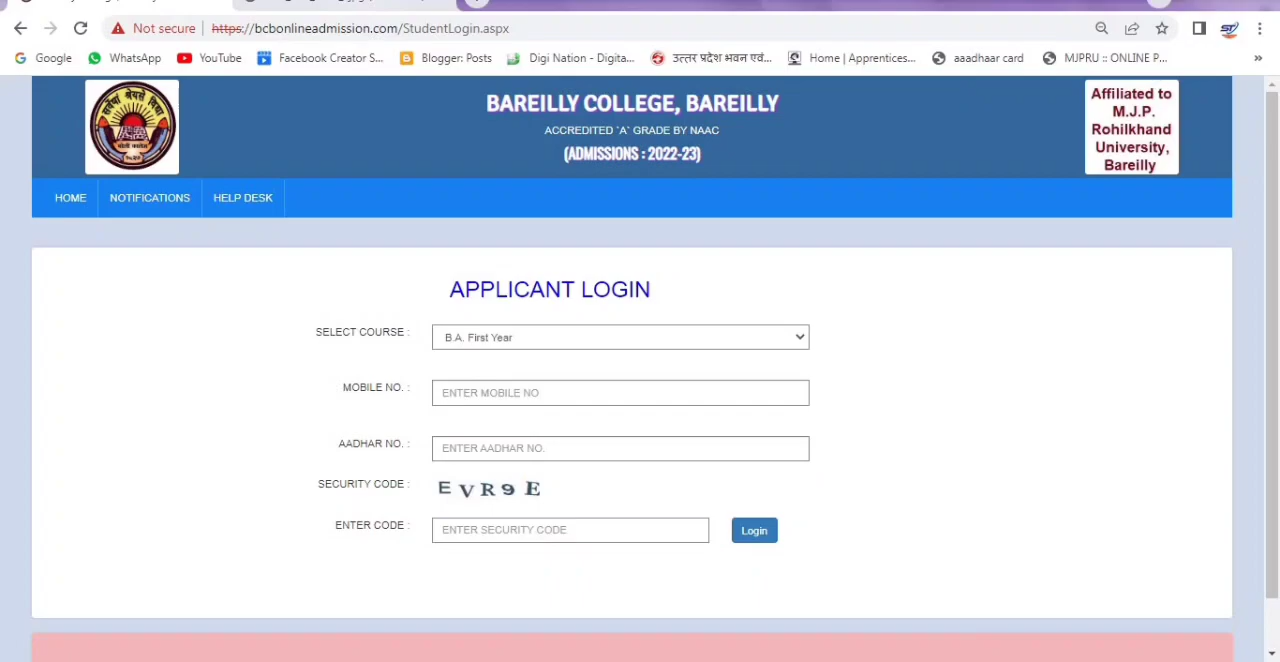 Not secure | https://bcbonlineadmission.com/StudentLogin.aspx
Google WhatsApp YouTube Facebook Creator S... Blogger: Posts Digi Nation - Digita... उत्तर प्रदेश भवन एवं... Home | Apprentices... aaadhaar card MJPRU :: ONLINE P... »
BAREILLY COLLEGE, BAREILLY
ACCREDITED `A` GRADE BY NAAC
(ADMISSIONS : 2022-23)
Affiliated to
M.J.P.
Rohilkhand
University,
Bareilly
HOME NOTIFICATIONS HELP DESK
APPLICANT LOGIN
SELECT COURSE : B.A. First Year
MOBILE NO. : ENTER MOBILE NO
AADHAR NO. : ENTER AADHAR NO.
SECURITY CODE : E V R 9 E
ENTER CODE : ENTER SECURITY CODE Login